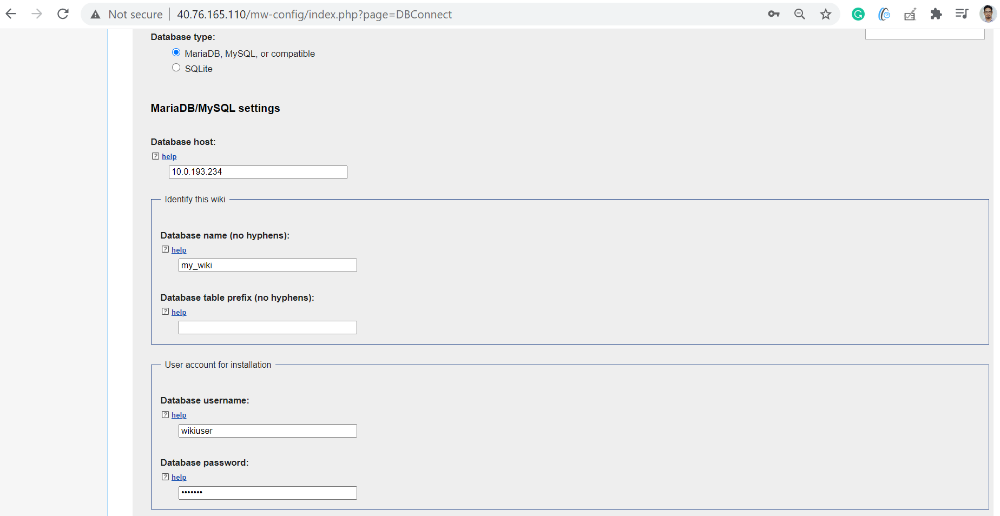 Not secure | 40.76.165.110/mw-config/index.php?page=DBConnect
Database type:
MariaDB, MySQL, or compatible
SQLite
MariaDB/MySQL settings
Database host:
help
10.0.193.234
Identify this wiki
Database name (no hyphens):
help
my_wiki
Database table prefix (no hyphens):
help
User account for installation
Database username:
help
wikiuser
Database password:
help
•••••••